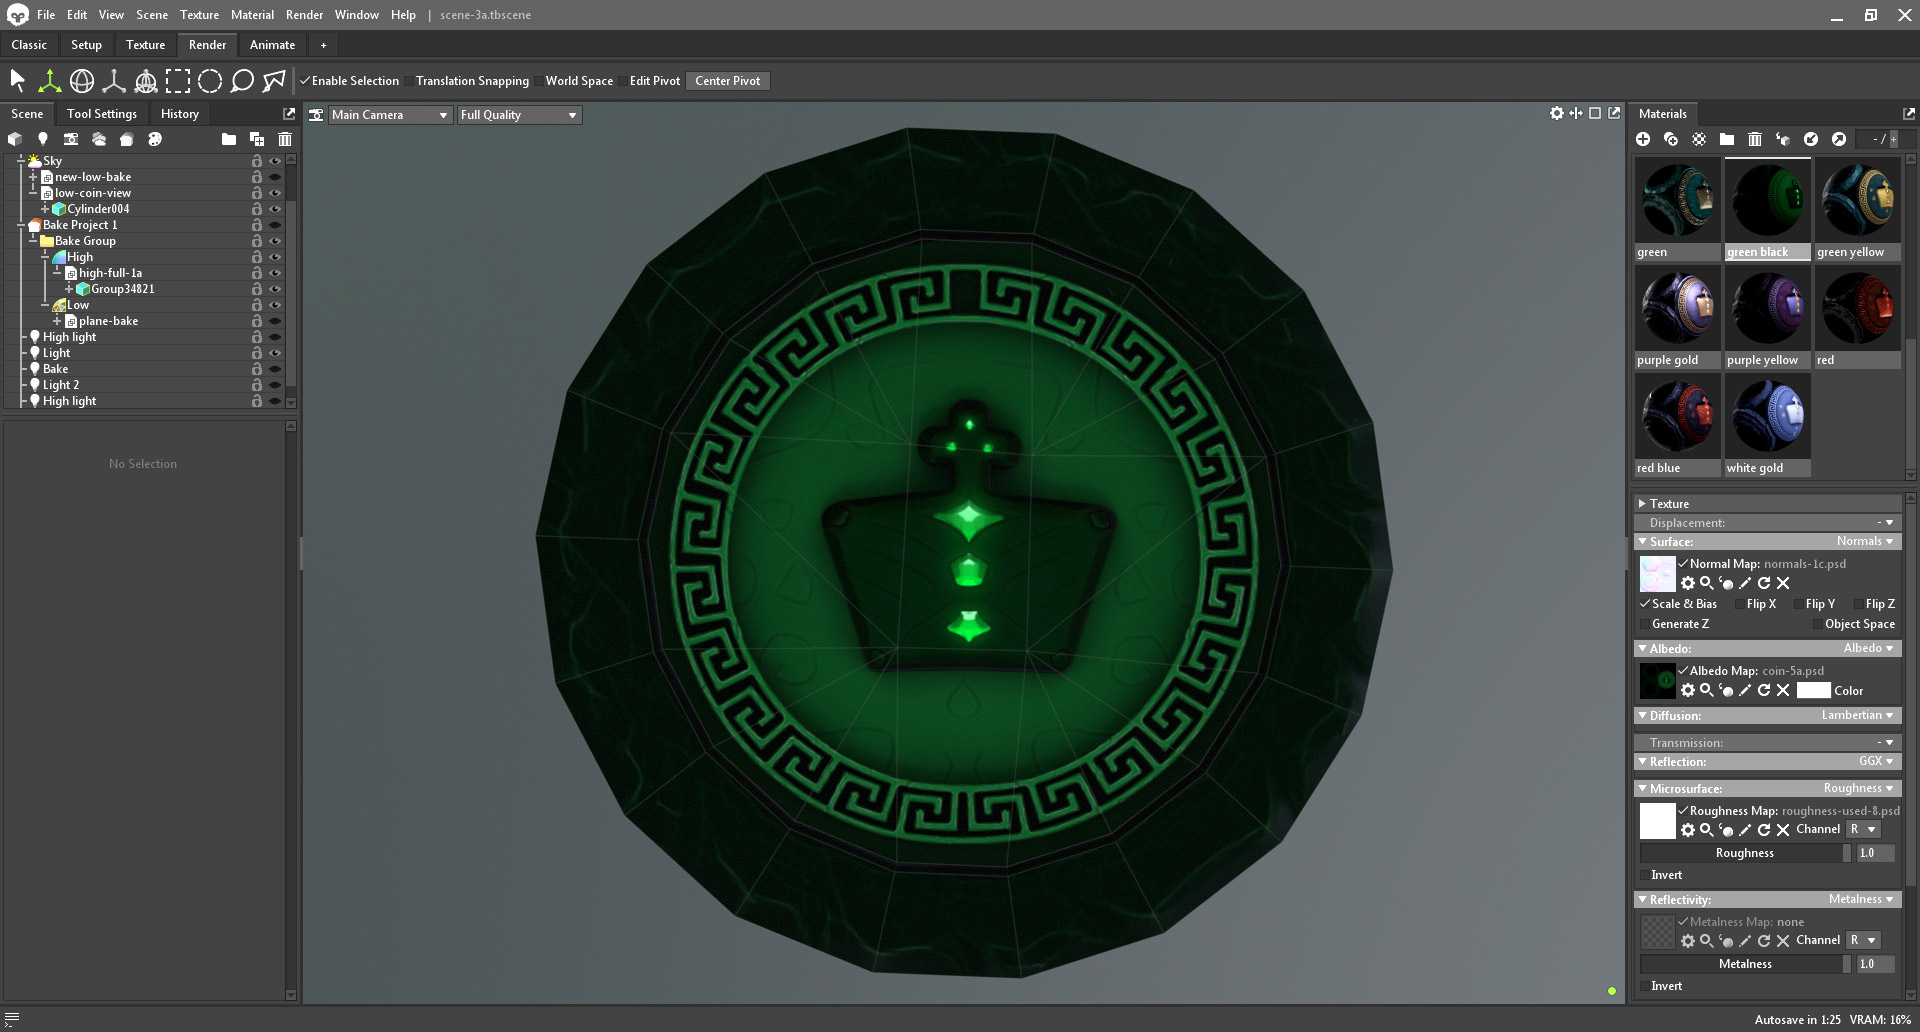 File Edit View Scene Texture Material Render Window Help | scene-3a.tbscene
Classic Setup Texture Render Animate +
Enable Selection Translation Snapping World Space Edit Pivot Center Pivot
Scene Tool Settings History
Main Camera Full Quality
Sky
new-low-bake
low-coin-view
Cylinder004
Bake Project 1
Bake Group
High
high-full-1a
Group34821
Low
plane-bake
High light
Light
Bake
Light 2
High light
No Selection
Materials
- / +
green green black green yellow
purple gold purple yellow red
red blue white gold
Texture
Displacement: -
Surface: Normals
Normal Map: normals-1c.psd
Scale & Bias Flip X Flip Y Flip Z
Generate Z Object Space
Albedo: Albedo
Albedo Map: coin-5a.psd
Color
Diffusion: Lambertian
Transmission: -
Reflection: GGX
Microsurface: Roughness
Roughness Map: roughness-used-8.psd
Channel R
Roughness 1.0
Invert
Reflectivity: Metalness
Metalness Map: none
Channel R
Metalness 1.0
Invert
Autosave in 1:25 VRAM: 16%